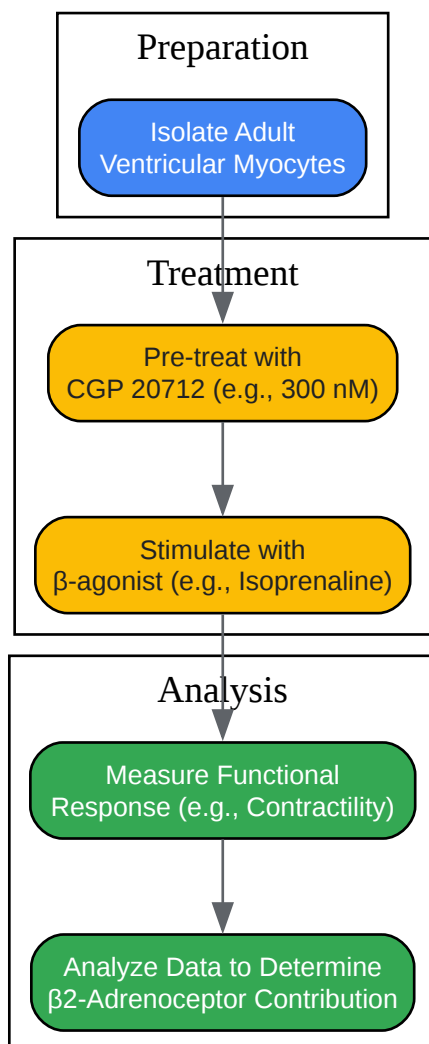 Preparation
Isolate Adult
Ventricular Myocytes
Treatment
Pre-treat with
CGP 20712 (e.g., 300 nM)
Stimulate with
β-agonist (e.g., Isoprenaline)
Analysis
Measure Functional
Response (e.g., Contractility)
Analyze Data to Determine
β2-Adrenoceptor Contribution